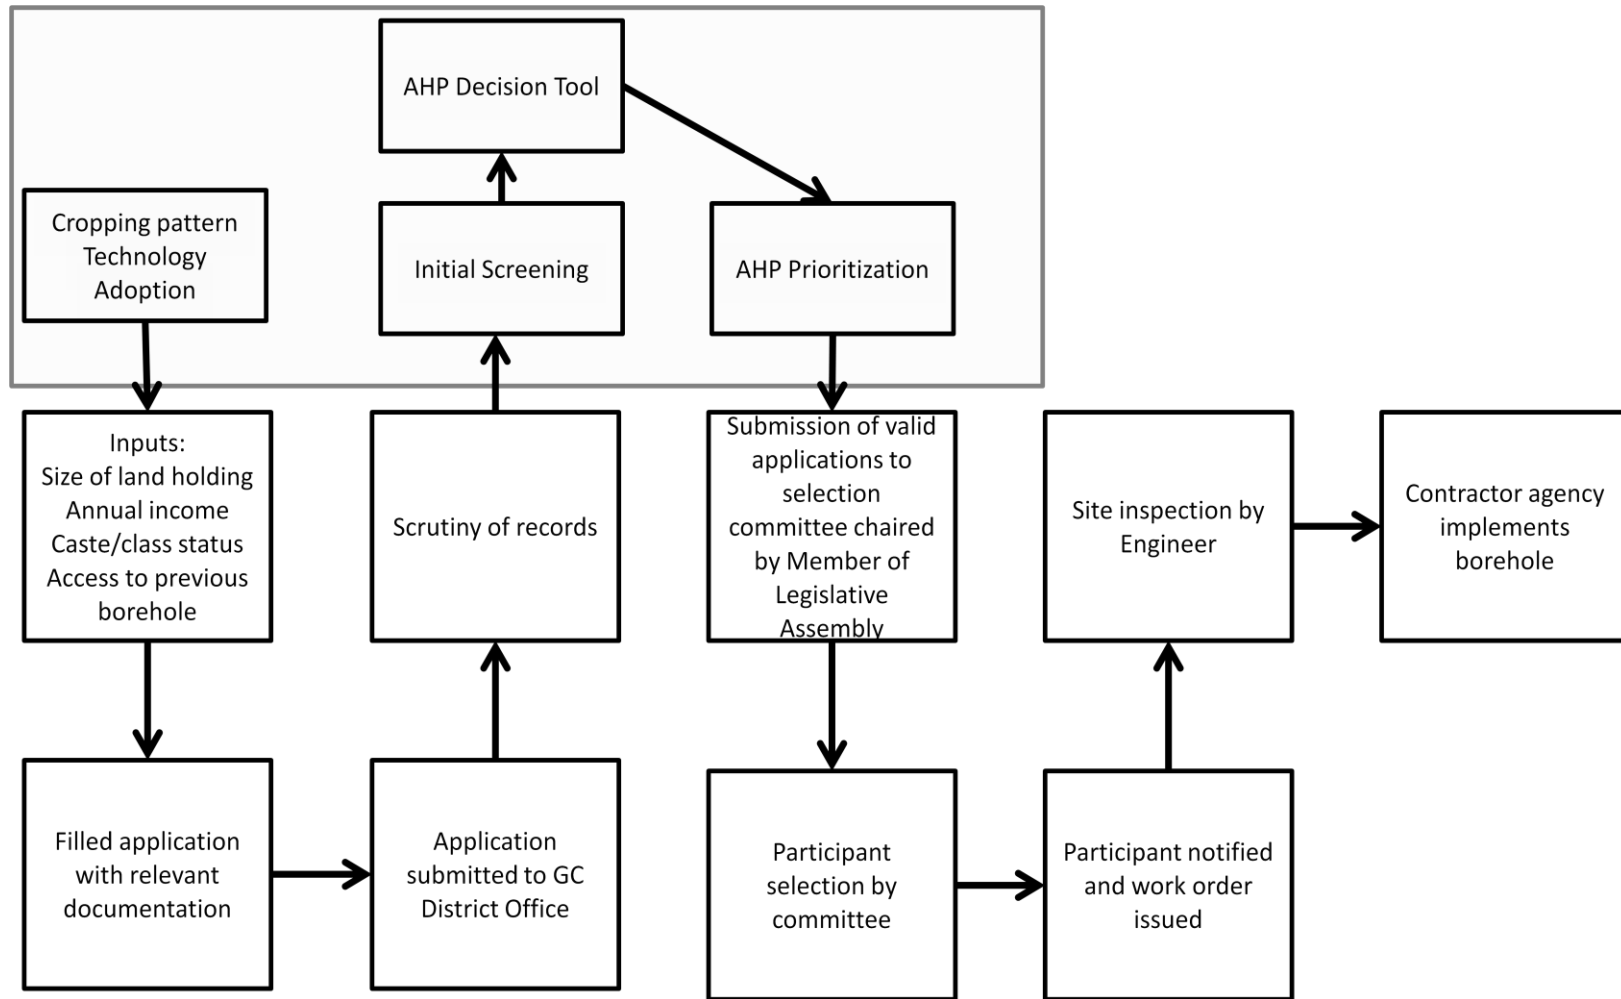 AHP Decision Tool
Cropping pattern
Technology
Adoption
Initial Screening
AHP Prioritization
Inputs:
Size of land holding
Annual income
Caste/class status
Access to previous
borehole
Scrutiny of records
Submission of valid
applications to
selection
committee chaired
by Member of
Legislative
Assembly
Site inspection by
Engineer
Contractor agency
implements
borehole
Filled application
with relevant
documentation
Application
submitted to GC
District Office
Participant
selection by
committee
Participant notified
and work order
issued